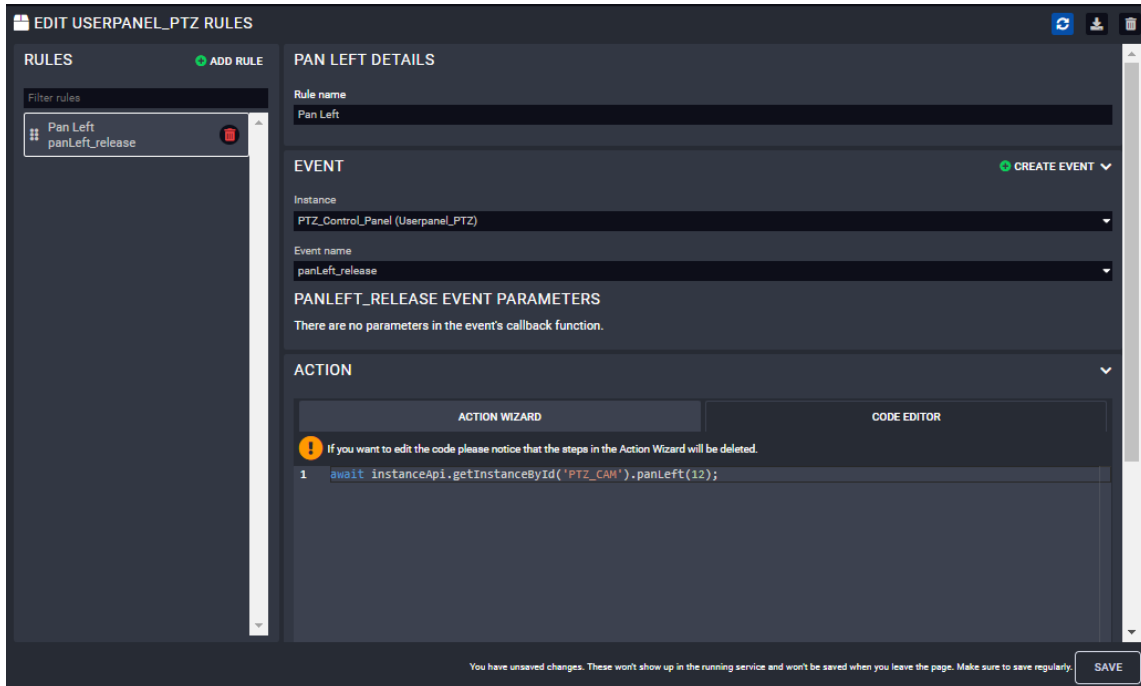 EDIT USERPANEL_PTZ RULES
RULES
ADD RULE
Filter rules
Pan Left
panLeft_release
PAN LEFT DETAILS
Rule name
Pan Left
EVENT
CREATE EVENT
Instance
PTZ_Control_Panel (Userpanel_PTZ)
Event name
panLeft_release
PANLEFT_RELEASE EVENT PARAMETERS
There are no parameters in the event's callback function.
ACTION
ACTION WIZARD
CODE EDITOR
If you want to edit the code please notice that the steps in the Action Wizard will be deleted.
1 await instanceApi.getInstanceById('PTZ_CAM').panLeft(12);
You have unsaved changes. These won't show up in the running service and won't be saved when you leave the page. Make sure to save regularly.
SAVE